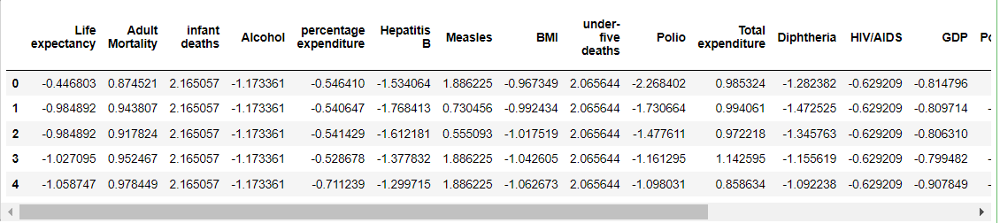 Life expectancy Adult Mortality infant deaths Alcohol percentage expenditure Hepatitis B Measles BMI under-five deaths Polio Total expenditure Diphtheria HIV/AIDS GDP Po
0 -0.446803 0.874521 2.165057 -1.173361 -0.546410 -1.534064 1.886225 -0.967349 2.065644 -2.268402 0.985324 -1.282382 -0.629209 -0.814796
1 -0.984892 0.943807 2.165057 -1.173361 -0.540647 -1.768413 0.730456 -0.992434 2.065644 -1.730664 0.994061 -1.472525 -0.629209 -0.809714 -
2 -0.984892 0.917824 2.165057 -1.173361 -0.541429 -1.612181 0.555093 -1.017519 2.065644 -1.477611 0.972218 -1.345763 -0.629209 -0.806310
3 -1.027095 0.952467 2.165057 -1.173361 -0.528678 -1.377832 1.886225 -1.042605 2.065644 -1.161295 1.142595 -1.155619 -0.629209 -0.799482 -
4 -1.058747 0.978449 2.165057 -1.173361 -0.711239 -1.299715 1.886225 -1.062673 2.065644 -1.098031 0.858634 -1.092238 -0.629209 -0.907849 -